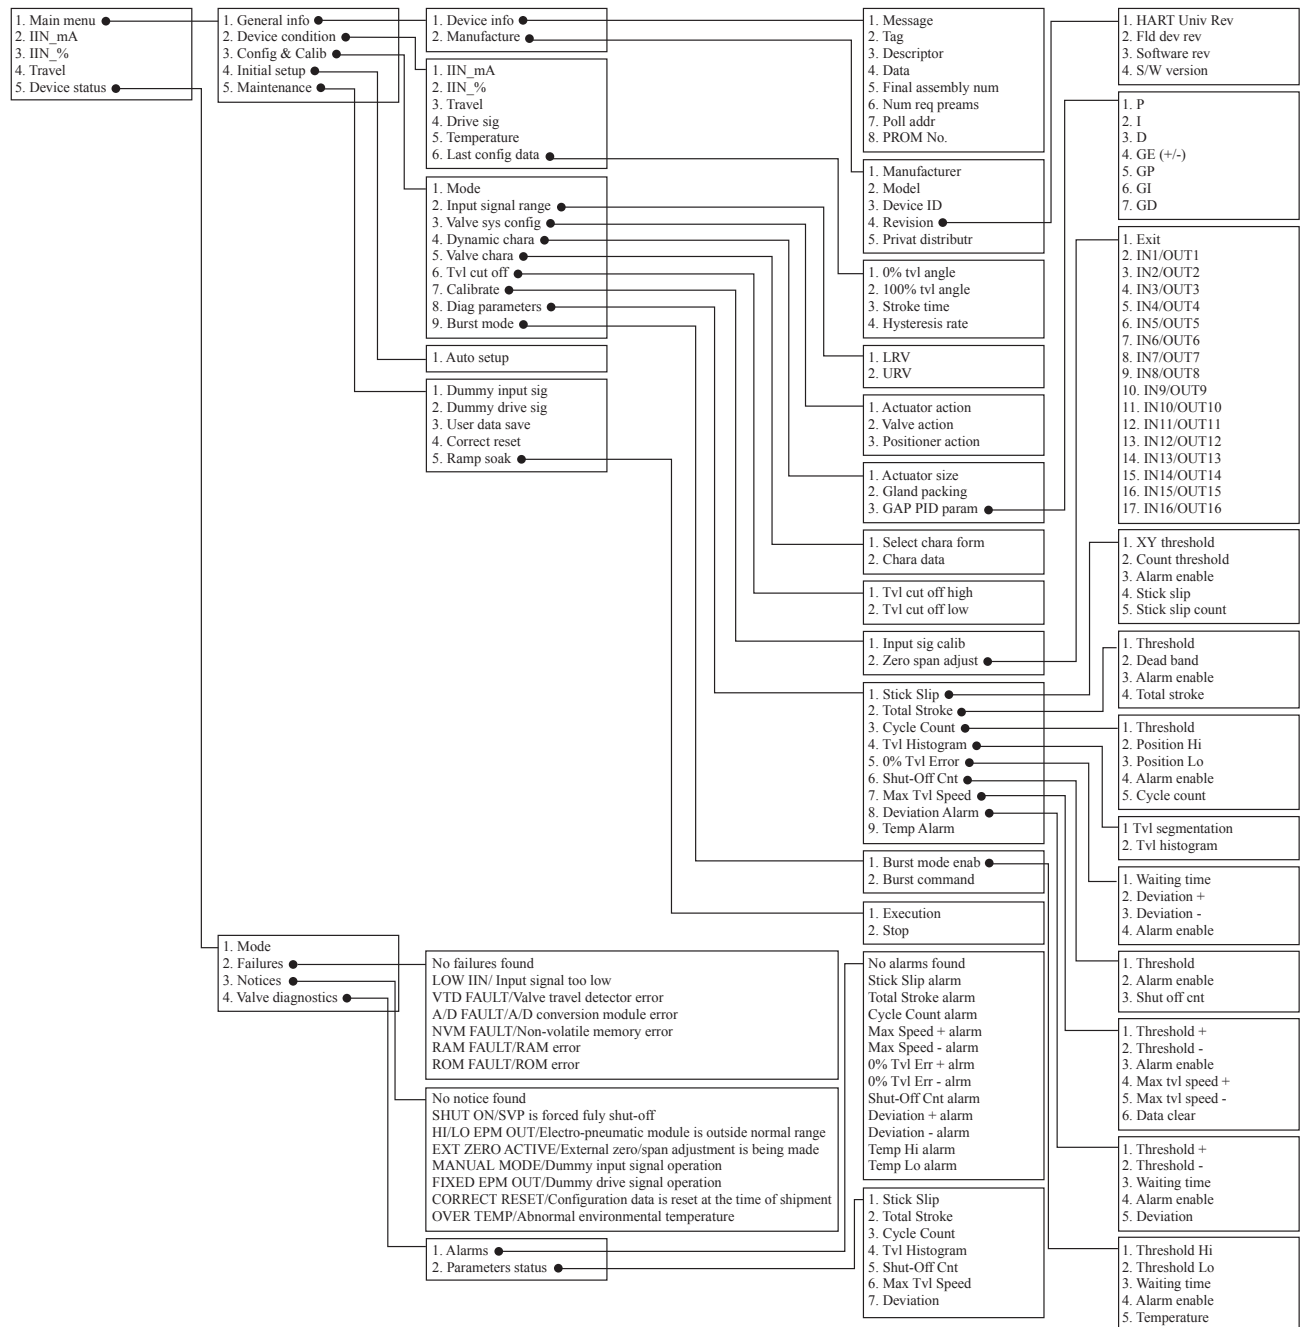 1. Main menu
2. IIN_mA
3. IIN_%
4. Travel
5. Device status
1. General info
2. Device condition
3. Config & Calib
4. Initial setup
5. Maintenance
1. Device info
2. Manufacture
1. IIN_mA
2. IIN_%
3. Travel
4. Drive sig
5. Temperature
6. Last config data
1. Mode
2. Input signal range
3. Valve sys config
4. Dynamic chara
5. Valve chara
6. Tvl cut off
7. Calibrate
8. Diag parameters
9. Burst mode
1. Auto setup
1. Dummy input sig
2. Dummy drive sig
3. User data save
4. Correct reset
5. Ramp soak
1. Message
2. Tag
3. Descriptor
4. Data
5. Final assembly num
6. Num req preams
7. Poll addr
8. PROM No.
1. Manufacturer
2. Model
3. Device ID
4. Revision
5. Privat distributr
1. 0% tvl angle
2. 100% tvl angle
3. Stroke time
4. Hysteresis rate
1. LRV
2. URV
1. Actuator action
2. Valve action
3. Positioner action
1. Actuator size
2. Gland packing
3. GAP PID param
1. Select chara form
2. Chara data
1. Tvl cut off high
2. Tvl cut off low
1. Input sig calib
2. Zero span adjust
1. Stick Slip
2. Total Stroke
3. Cycle Count
4. Tvl Histogram
5. 0% Tvl Error
6. Shut-Off Cnt
7. Max Tvl Speed
8. Deviation Alarm
9. Temp Alarm
1. Burst mode enab
2. Burst command
1. Execution
2. Stop
1. HART Univ Rev
2. Fld dev rev
3. Software rev
4. S/W version
1. P
2. I
3. D
4. GE (+/-)
5. GP
6. GI
7. GD
1. Exit
2. IN1/OUT1
3. IN2/OUT2
4. IN3/OUT3
5. IN4/OUT4
6. IN5/OUT5
7. IN6/OUT6
8. IN7/OUT7
9. IN8/OUT8
10. IN9/OUT9
11. IN10/OUT10
12. IN11/OUT11
13. IN12/OUT12
14. IN13/OUT13
15. IN14/OUT14
16. IN15/OUT15
17. IN16/OUT16
1. XY threshold
2. Count threshold
3. Alarm enable
4. Stick slip
5. Stick slip count
1. Threshold
2. Dead band
3. Alarm enable
4. Total stroke
1. Threshold
2. Position Hi
3. Position Lo
4. Alarm enable
5. Cycle count
1 Tvl segmentation
2. Tvl histogram
1. Waiting time
2. Deviation +
3. Deviation -
4. Alarm enable
1. Threshold
2. Alarm enable
3. Shut off cnt
1. Threshold +
2. Threshold -
3. Alarm enable
4. Max tvl speed +
5. Max tvl speed -
6. Data clear
1. Threshold +
2. Threshold -
3. Waiting time
4. Alarm enable
5. Deviation
1. Threshold Hi
2. Threshold Lo
3. Waiting time
4. Alarm enable
5. Temperature
1. Mode
2. Failures
3. Notices
4. Valve diagnostics
No failures found
LOW IIN/ Input signal too low
VTD FAULT/Valve travel detector error
A/D FAULT/A/D conversion module error
NVM FAULT/Non-volatile memory error
RAM FAULT/RAM error
ROM FAULT/ROM error
No notice found
SHUT ON/SVP is forced fuly shut-off
HI/LO EPM OUT/Electro-pneumatic module is outside normal range
EXT ZERO ACTIVE/External zero/span adjustment is being made
MANUAL MODE/Dummy input signal operation
FIXED EPM OUT/Dummy drive signal operation
CORRECT RESET/Configuration data is reset at the time of shipment
OVER TEMP/Abnormal environmental temperature
1. Alarms
2. Parameters status
No alarms found
Stick Slip alarm
Total Stroke alarm
Cycle Count alarm
Max Speed + alarm
Max Speed - alarm
0% Tvl Err + alrm
0% Tvl Err - alrm
Shut-Off Cnt alarm
Deviation + alarm
Deviation - alarm
Temp Hi alarm
Temp Lo alarm
1. Stick Slip
2. Total Stroke
3. Cycle Count
4. Tvl Histogram
5. Shut-Off Cnt
6. Max Tvl Speed
7. Deviation